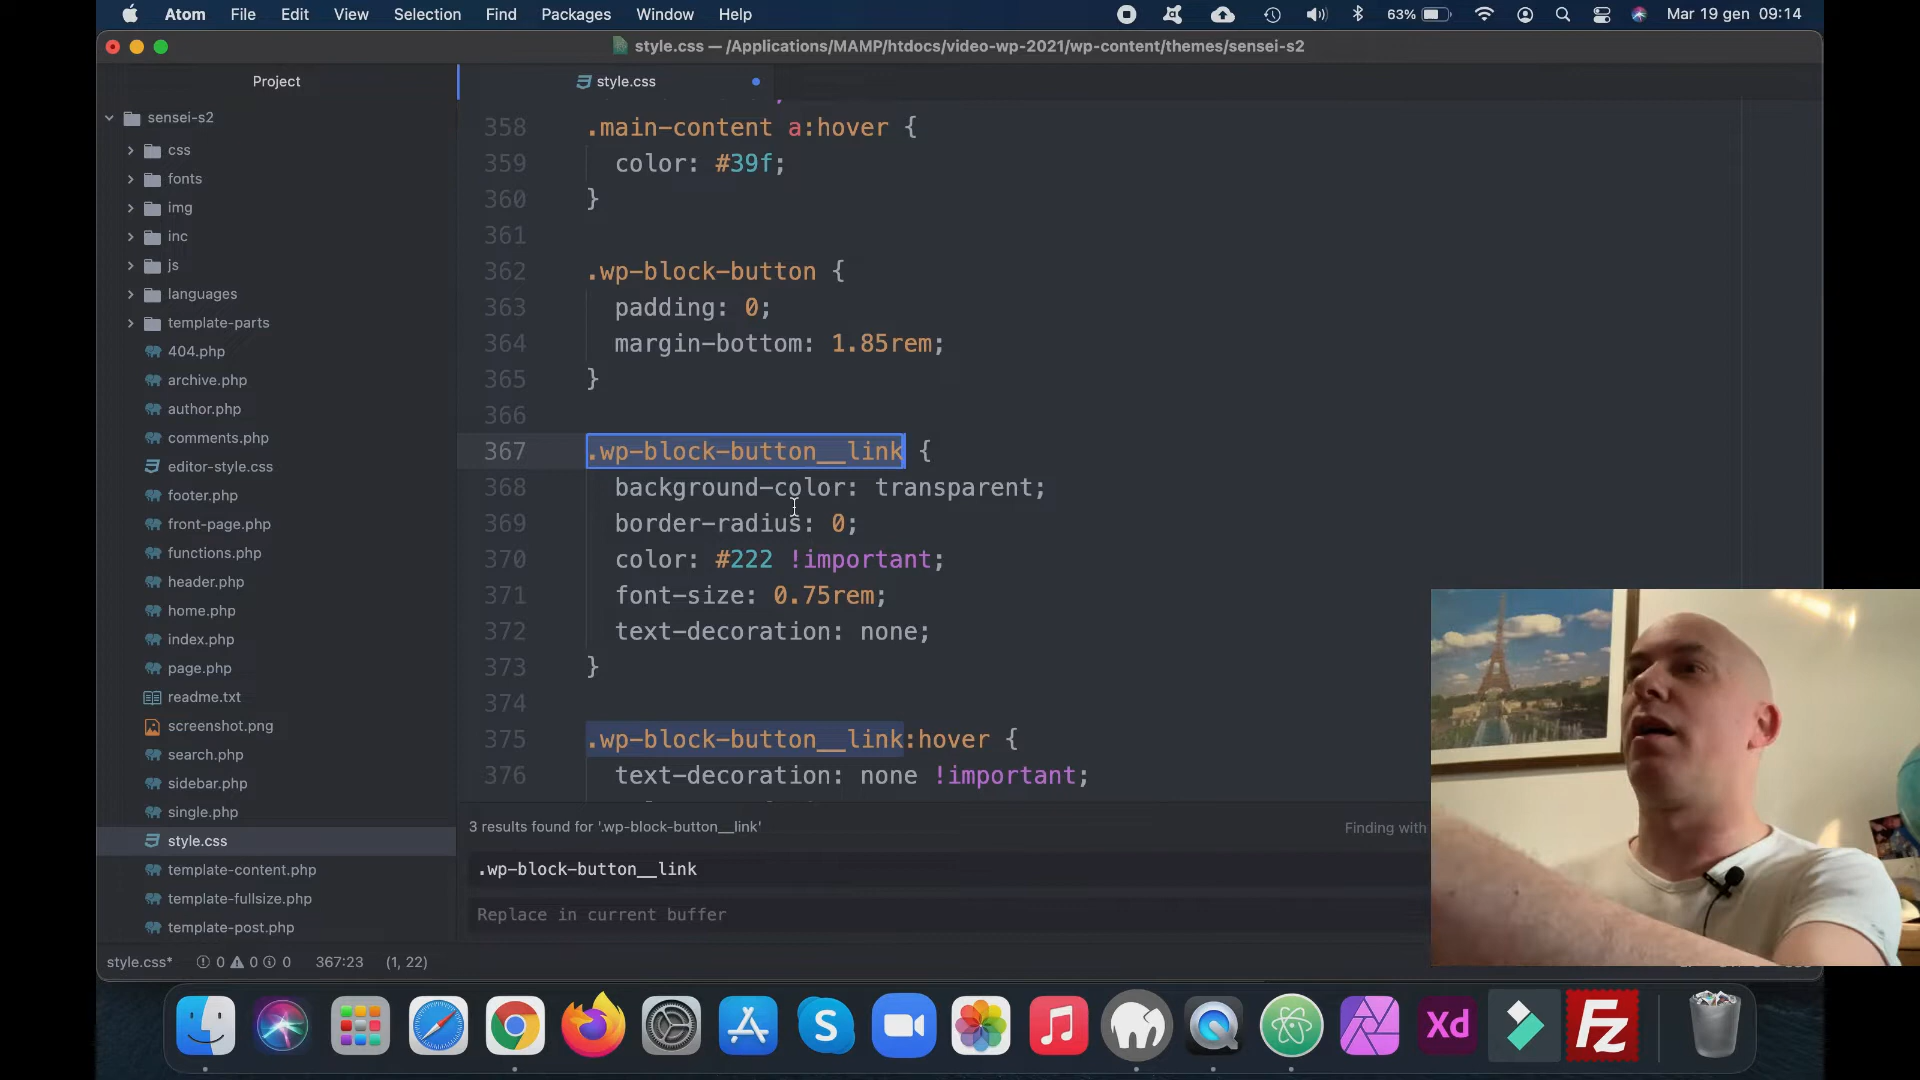 Atom File Edit View Selection Find Packages Window Help 63% Mar 19 gen 09:14
style.css — /Applications/MAMP/htdocs/video-wp-2021/wp-content/themes/sensei-s2
Project
style.css
sensei-s2
css
fonts
img
inc
js
languages
template-parts
404.php
archive.php
author.php
comments.php
editor-style.css
footer.php
front-page.php
functions.php
header.php
home.php
index.php
page.php
readme.txt
screenshot.png
search.php
sidebar.php
single.php
style.css
template-content.php
template-fullsize.php
template-post.php
358 .main-content a:hover {
359 color: #39f;
360 }
361
362 .wp-block-button {
363 padding: 0;
364 margin-bottom: 1.85rem;
365 }
366
367 .wp-block-button__link {
368 background-color: transparent;
369 border-radius: 0;
370 color: #222 !important;
371 font-size: 0.75rem;
372 text-decoration: none;
373 }
374
375 .wp-block-button__link:hover {
376 text-decoration: none !important;
3 results found for '.wp-block-button__link' Finding with
.wp-block-button__link
Replace in current buffer
style.css* 0 0 0 367:23 (1, 22)
S
Xd
Fz